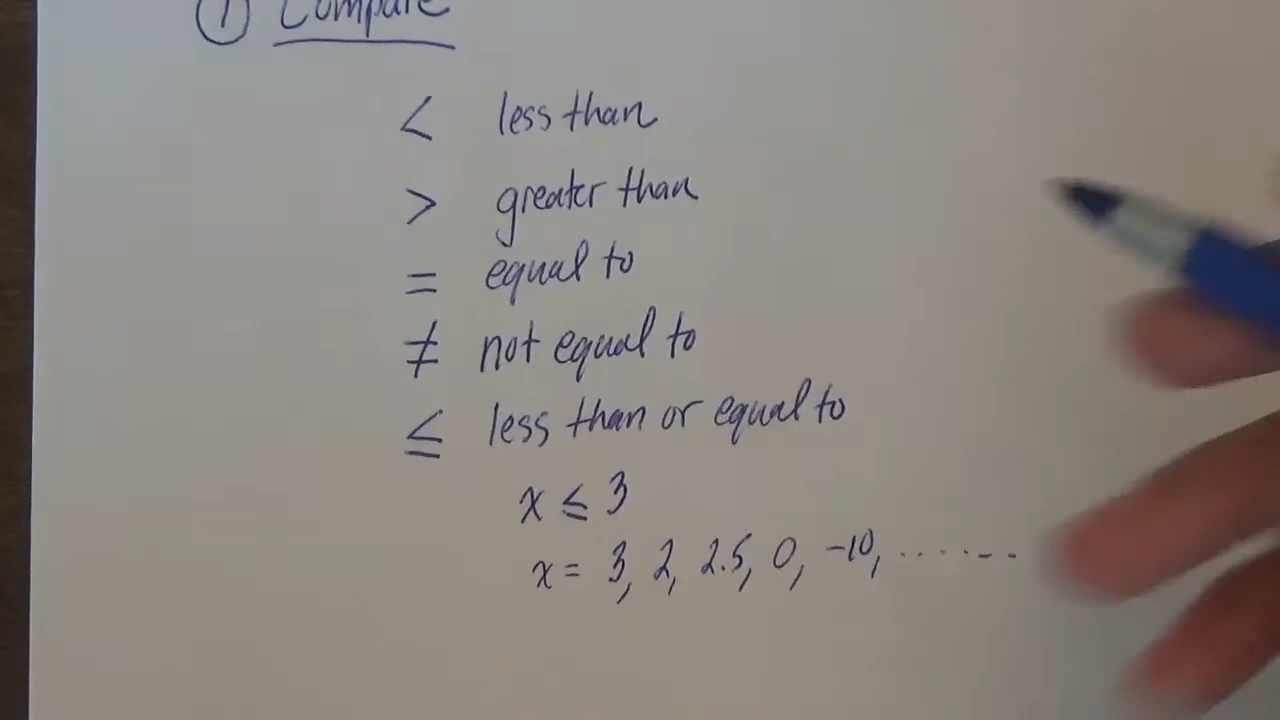 ① Compare
< less than
> greater than
= equal to
≠ not equal to
≤ less than or equal to
x ≤ 3
x = 3, 2, 2.5, 0, -10, ........